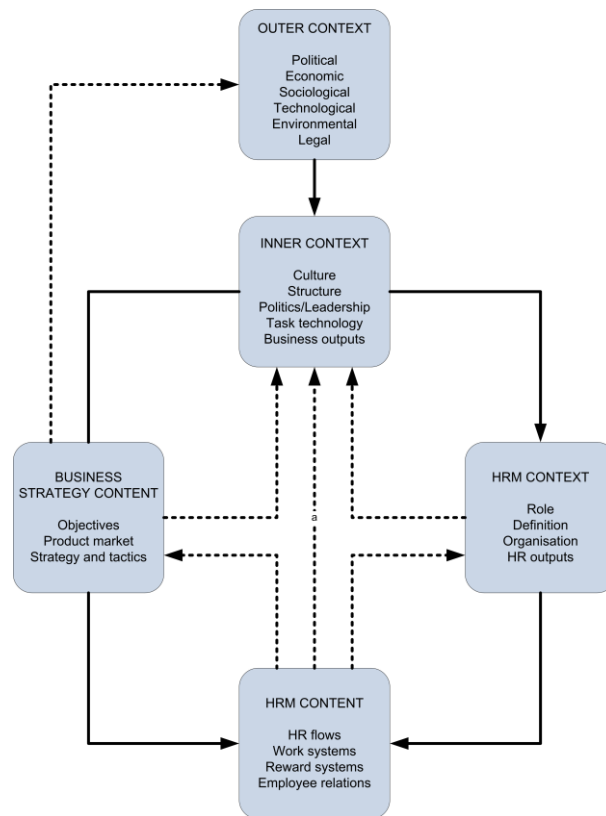 OUTER CONTEXT
Political
Economic
Sociological
Technological
Environmental
Legal
INNER CONTEXT
Culture
Structure
Politics/Leadership
Task technology
Business outputs
BUSINESS
STRATEGY CONTENT
Objectives
Product market
Strategy and tactics
a
HRM CONTEXT
Role
Definition
Organisation
HR outputs
HRM CONTENT
HR flows
Work systems
Reward systems
Employee relations